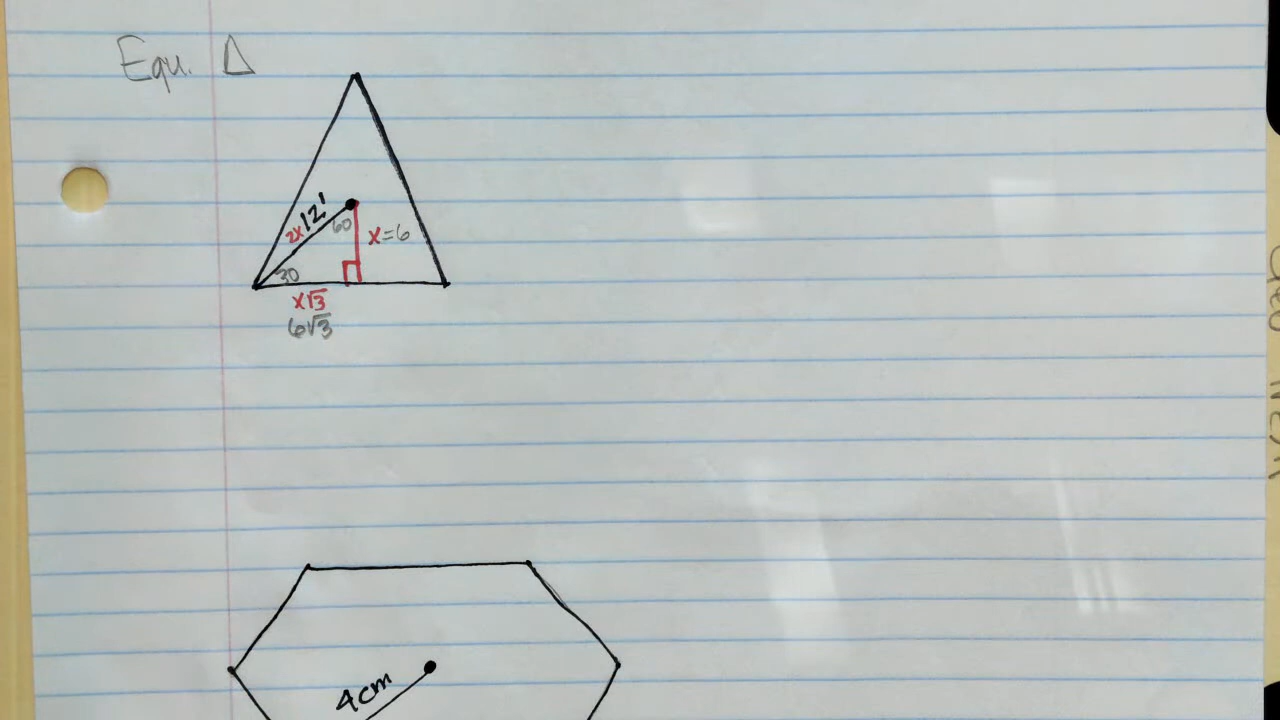 Equ. Δ
2x 12'
60
x=6
30
x√3
6√3
4cm